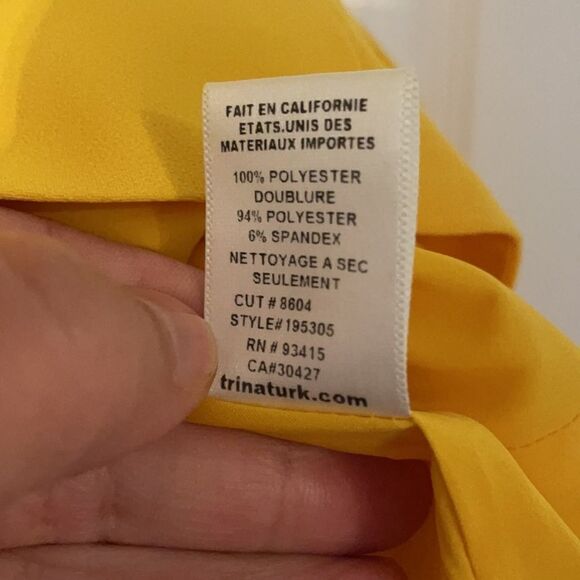 FAIT EN CALIFORNIE
ETATS.UNIS DES
MATERIAUX IMPORTES
100% POLYESTER
DOUBLURE
94% POLYESTER
6% SPANDEX
NETTOYAGE A SEC
SEULEMENT
CUT # 8604
STYLE# 195305
RN # 93415
CA#30427
trinaturk.com